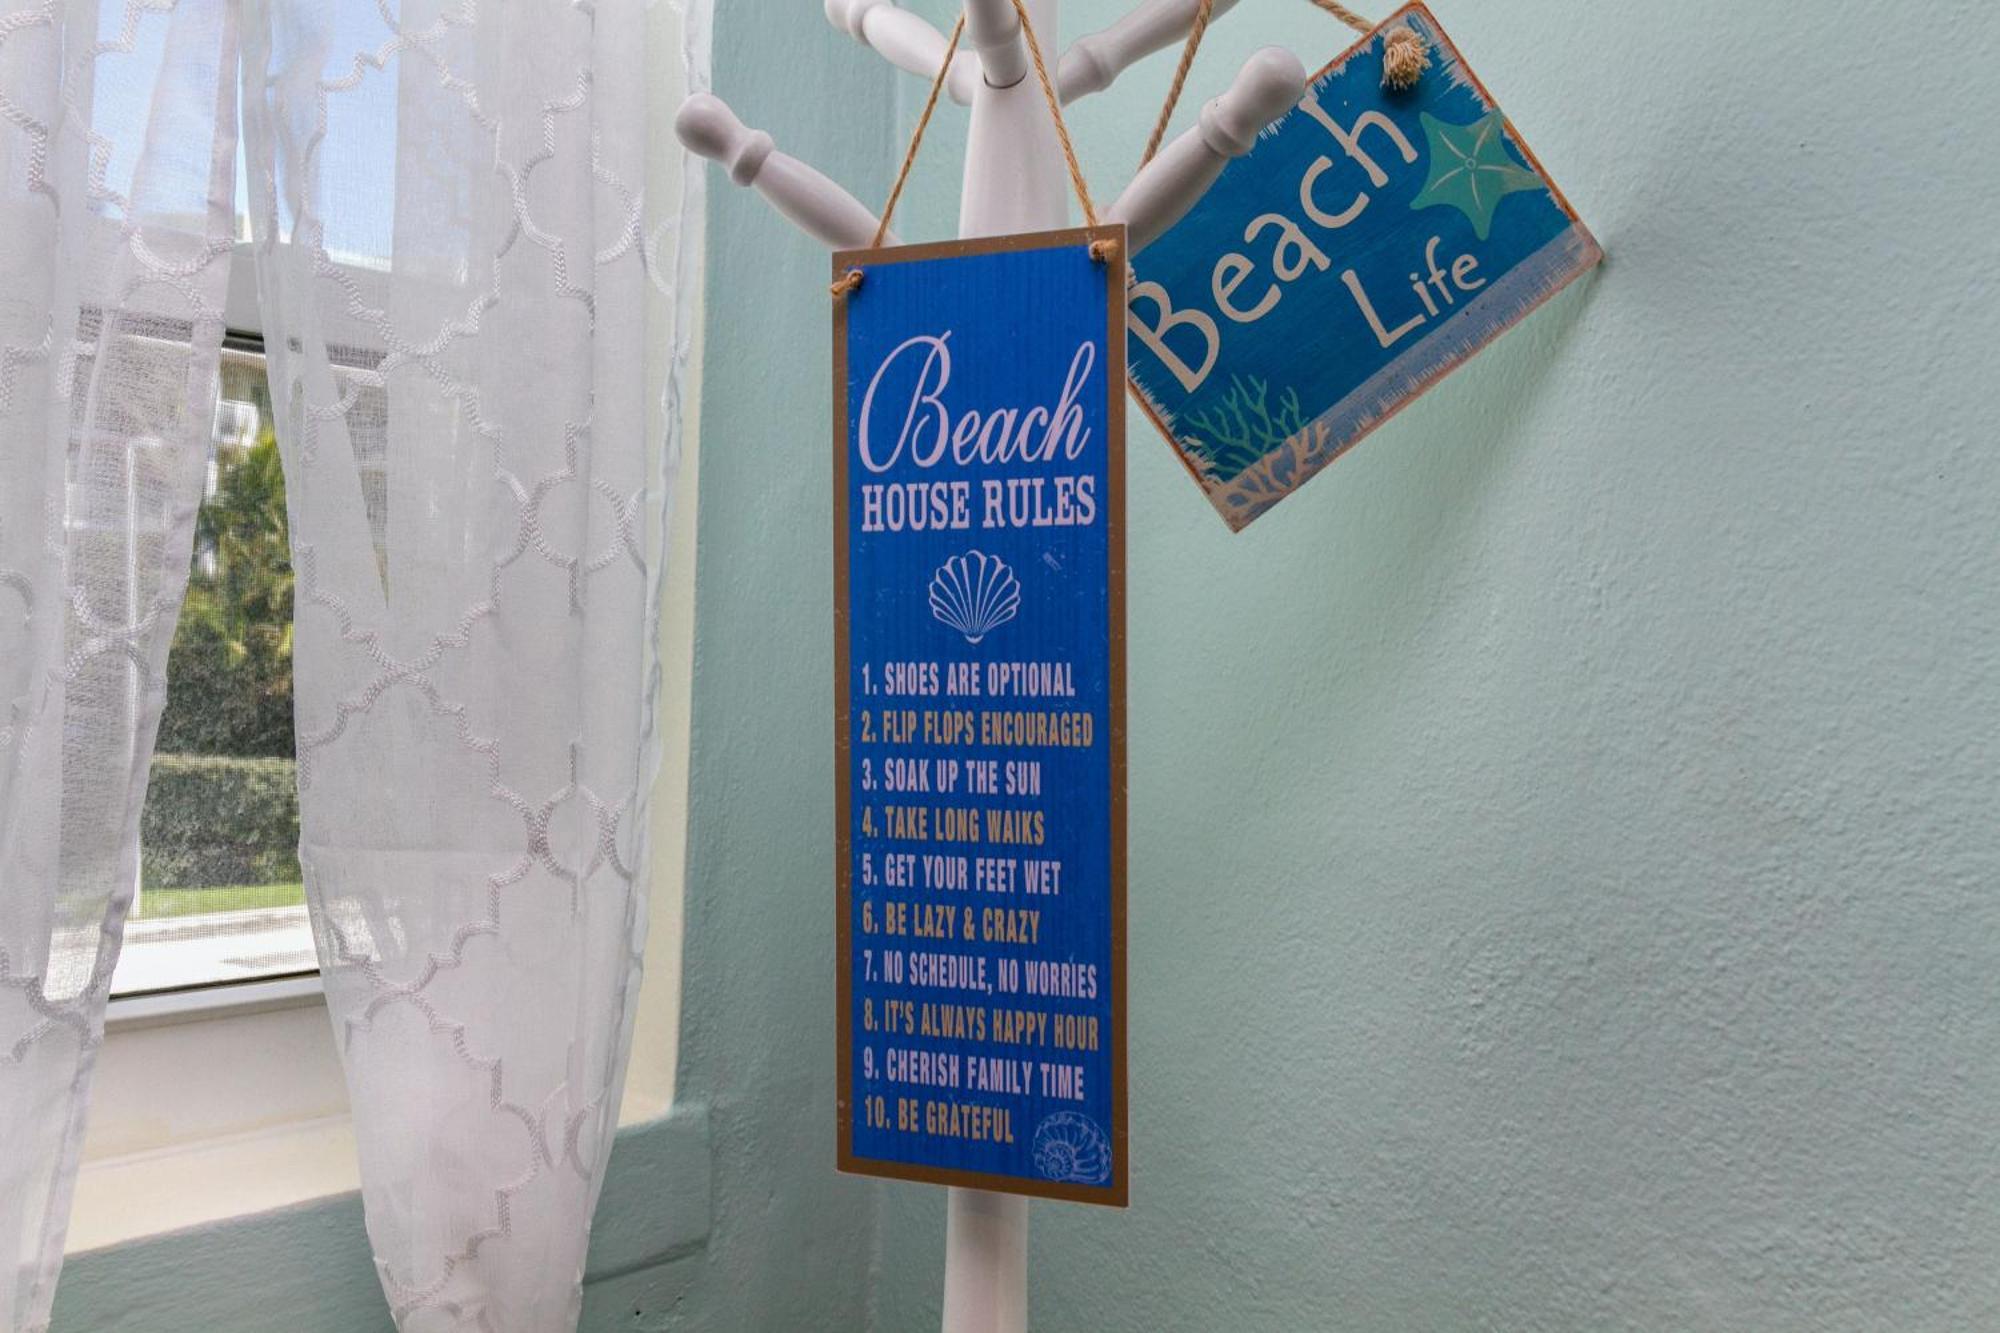 Beach
HOUSE RULES
1. SHOES ARE OPTIONAL
2. FLIP FLOPS ENCOURAGED
3. SOAK UP THE SUN
4. TAKE LONG WAIKS
5. GET YOUR FEET WET
6. BE LAZY & CRAZY
7. NO SCHEDULE, NO WORRIES
8. IT'S ALWAYS HAPPY HOUR
9. CHERISH FAMILY TIME
10. BE GRATEFUL
Beach
Life